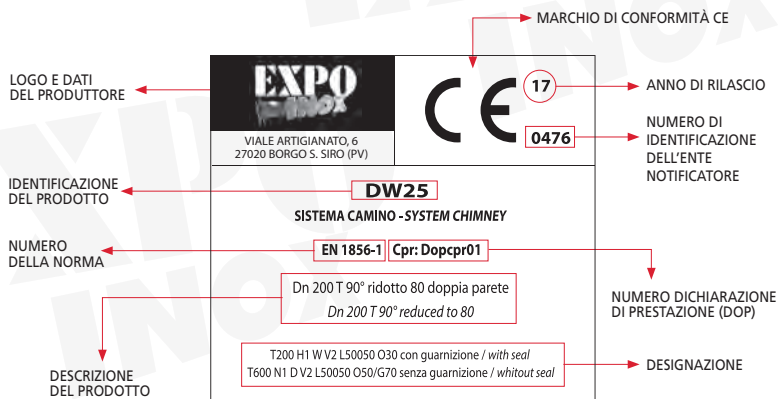 MARCHIO DI CONFORMITÀ CE
LOGO E DATI
DEL PRODUTTORE
EXPO
INOX
VIALE ARTIGIANATO, 6
27020 BORGO S. SIRO (PV)
CE
17
0476
ANNO DI RILASCIO
NUMERO DI
IDENTIFICAZIONE
DELL'ENTE
NOTIFICATORE
IDENTIFICAZIONE
DEL PRODOTTO
DW25
SISTEMA CAMINO - SYSTEM CHIMNEY
NUMERO
DELLA NORMA
EN 1856-1 Cpr: Dopcpr01
NUMERO DICHIARAZIONE
DI PRESTAZIONE (DOP)
Dn 200 T 90° ridotto 80 doppia parete
Dn 200 T 90° reduced to 80
DESCRIZIONE
DEL PRODOTTO
T200 H1 W V2 L50050 O30 con guarnizione / with seal
T600 N1 D V2 L50050 O50/G70 senza guarnizione / whitout seal
DESIGNAZIONE
XPO
INOX
INOX